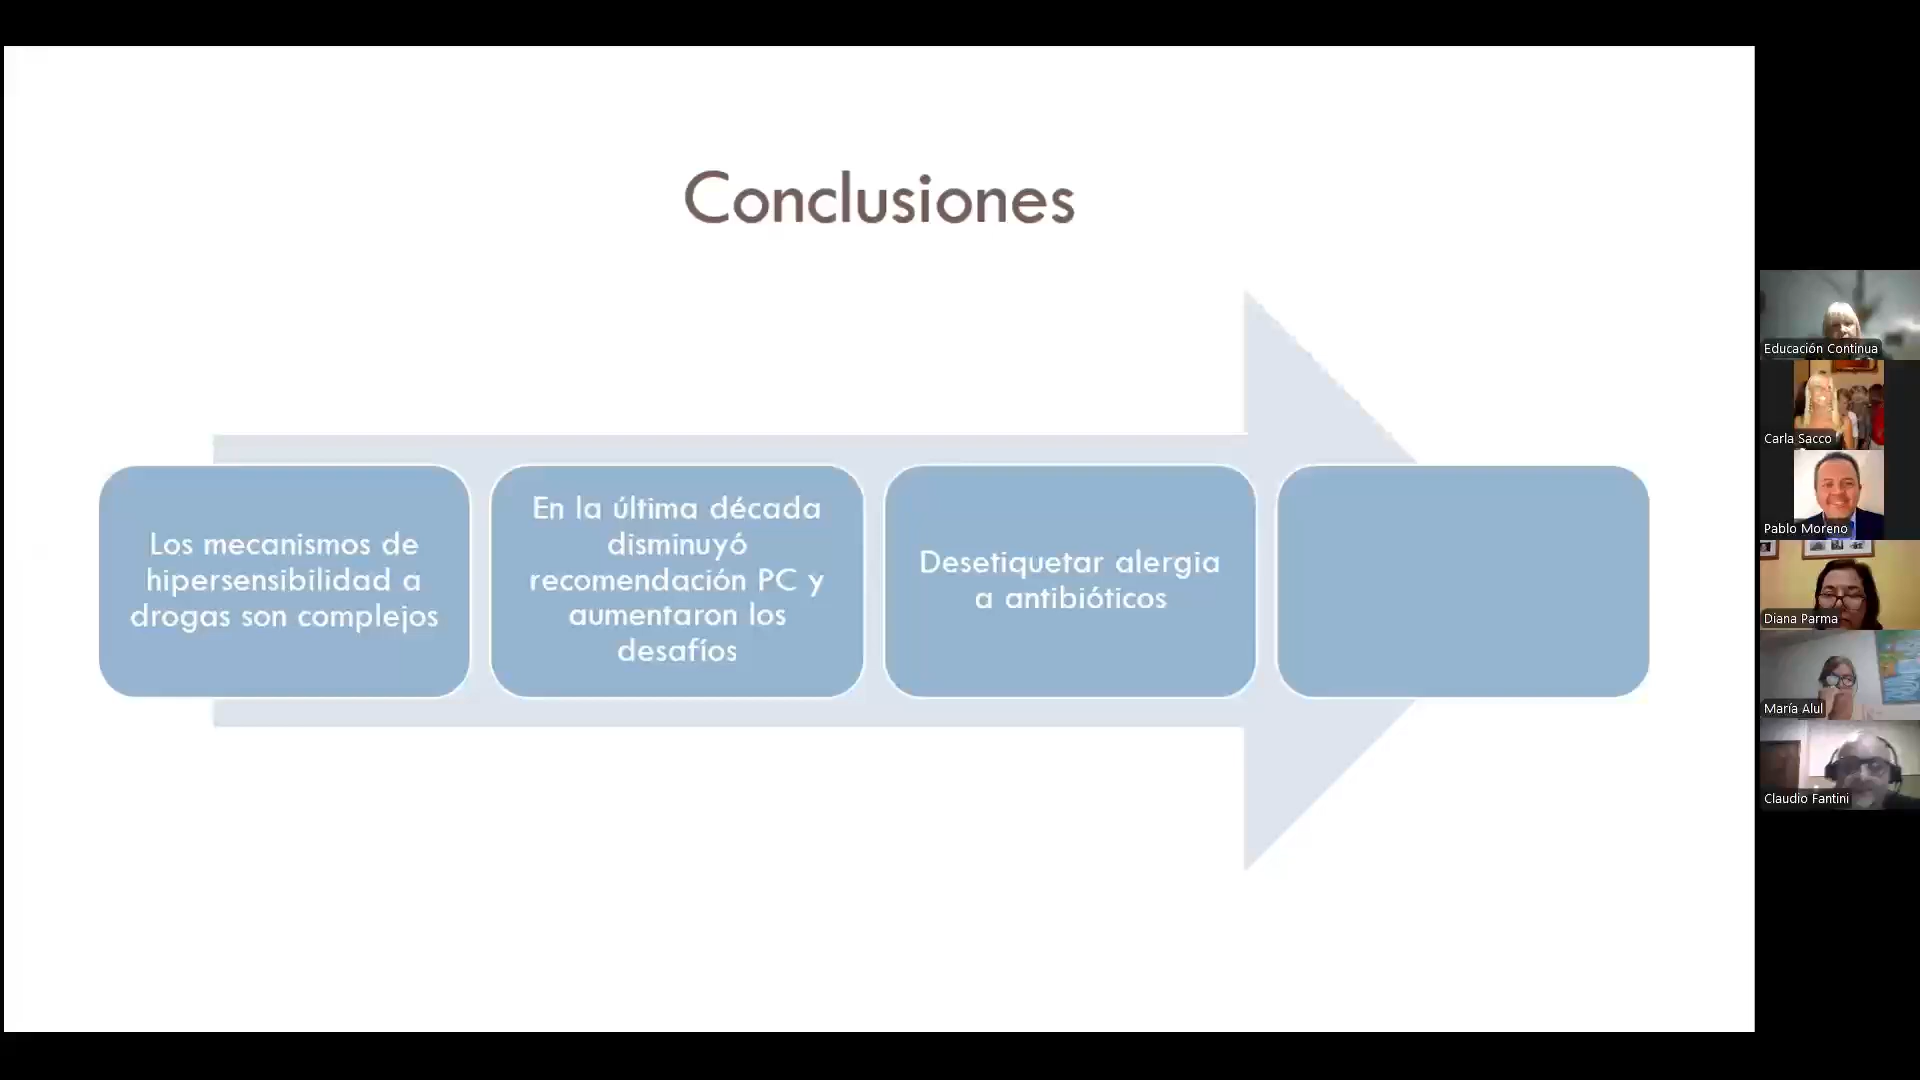 Conclusiones
Los mecanismos de
hipersensibilidad a
drogas son complejos
En la última década
disminuyó
recomendación PC y
aumentaron los
desafíos
Desetiquetar alergia
a antibióticos
Educación Continua
Carla Sacco
Pablo Moreno
Diana Parma
María Alul
Claudio Fantini